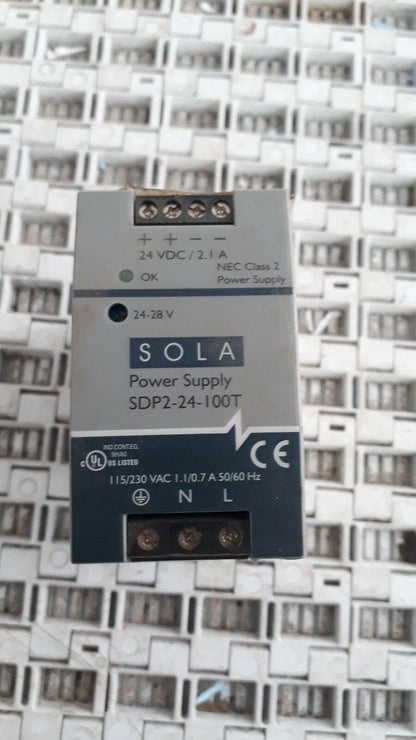 + + − −
24 VDC / 2.1 A
NEC Class 2
OK
Power Supply
24-28 V
SOLA
Power Supply
SDP2-24-100T
IND.CONT.EQ.
9HA0
C UL US LISTED
CE
115/230 VAC 1.1/0.7 A 50/60 Hz
N L